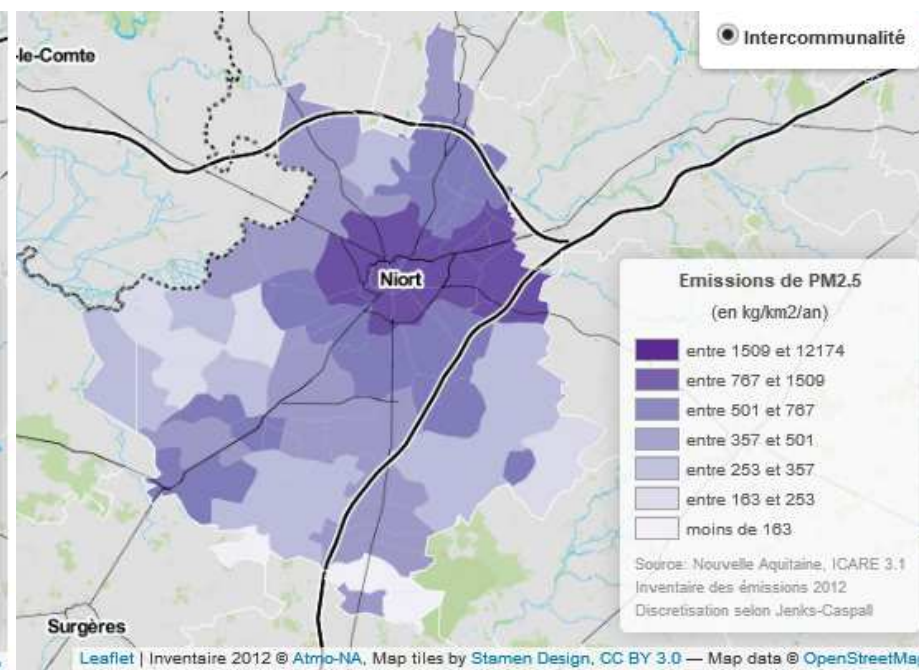 -le-Comte
Intercommunalité
Niort
Emissions de PM2.5
(en kg/km2/an)
entre 1509 et 12174
entre 767 et 1509
entre 501 et 767
entre 357 et 501
entre 253 et 357
entre 163 et 253
moins de 163
Source: Nouvelle Aquitaine, ICARE 3.1
Inventaire des émissions 2012
Discretisation selon Jenks-Caspall
Surgères
Leaflet | Inventaire 2012 © Atmo-NA, Map tiles by Stamen Design, CC BY 3.0 — Map data © OpenStreetMa